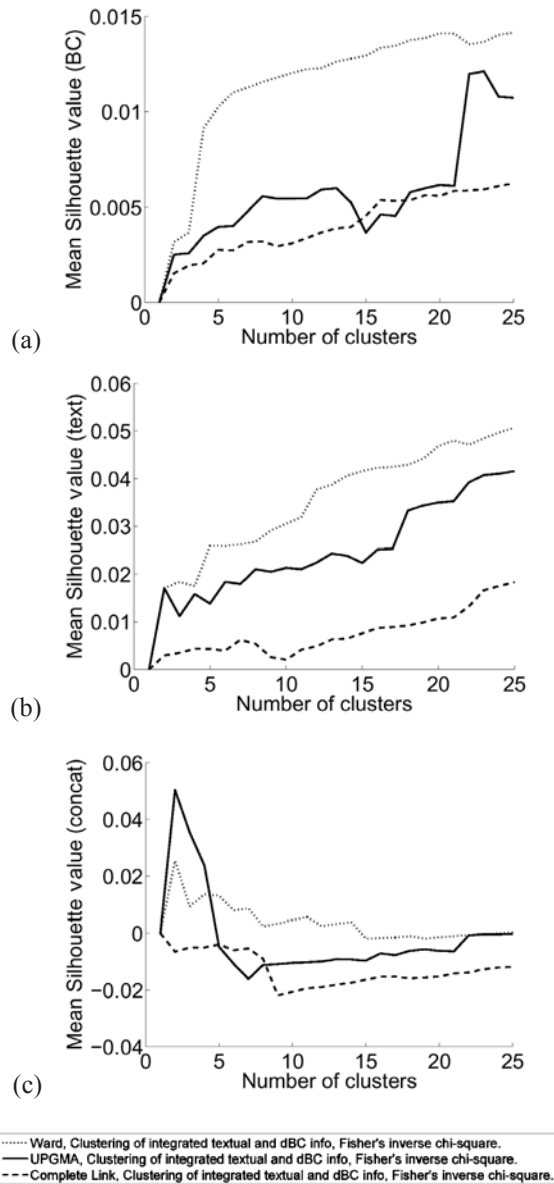 0.015
0.01
0.005
0
Mean Silhouette value (BC)
0 5 10 15 20 25
Number of clusters
(a)
0.06
0.05
0.04
0.03
0.02
0.01
0
Mean Silhouette value (text)
0 5 10 15 20 25
Number of clusters
(b)
0.06
0.04
0.02
0
−0.02
−0.04
Mean Silhouette value (concat)
0 5 10 15 20 25
Number of clusters
(c)
Ward, Clustering of integrated textual and dBC info, Fisher's inverse chi-square.
UPGMA, Clustering of integrated textual and dBC info, Fisher's inverse chi-square.
Complete Link, Clustering of integrated textual and dBC info, Fisher's inverse chi-square.